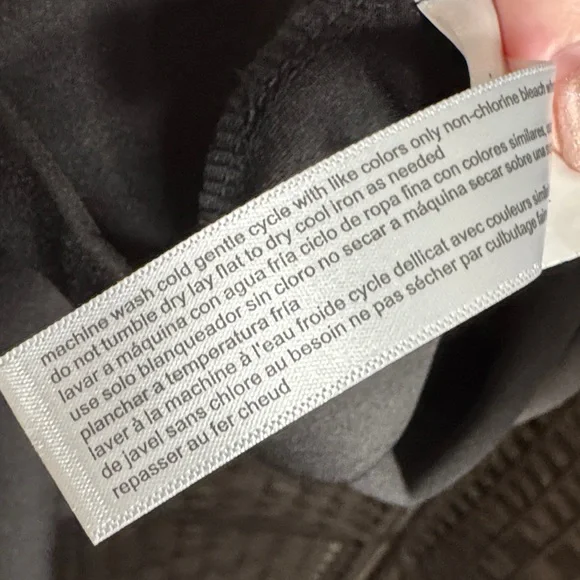 machine wash cold gentle cycle with like colors only non-chlorine bleach
do not tumble dry lay flat to dry cool iron as needed
lavar a máquina con agua fría ciclo de ropa fina con colores similares,
use solo blanqueador sin cloro no secar a máquina secar sobre una
planchar a temperatura fría
laver à la machine à l'eau froide cycle dellicat avec couleurs
de javel sans chlore au besoin ne pas sécher par culbutage
repasser au fer cheud